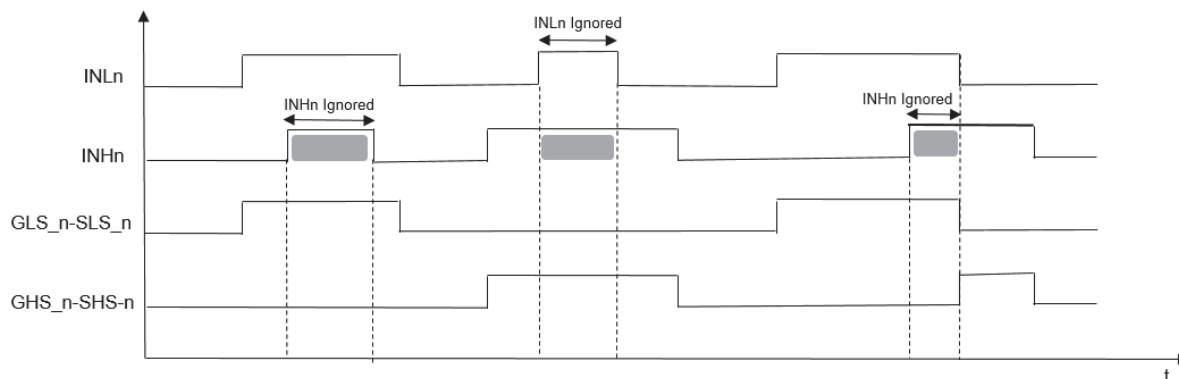 INLn Ignored
INLn
INHn Ignored
INHn Ignored
INHn
GLS_n-SLS_n
GHS_n-SHS-n
t